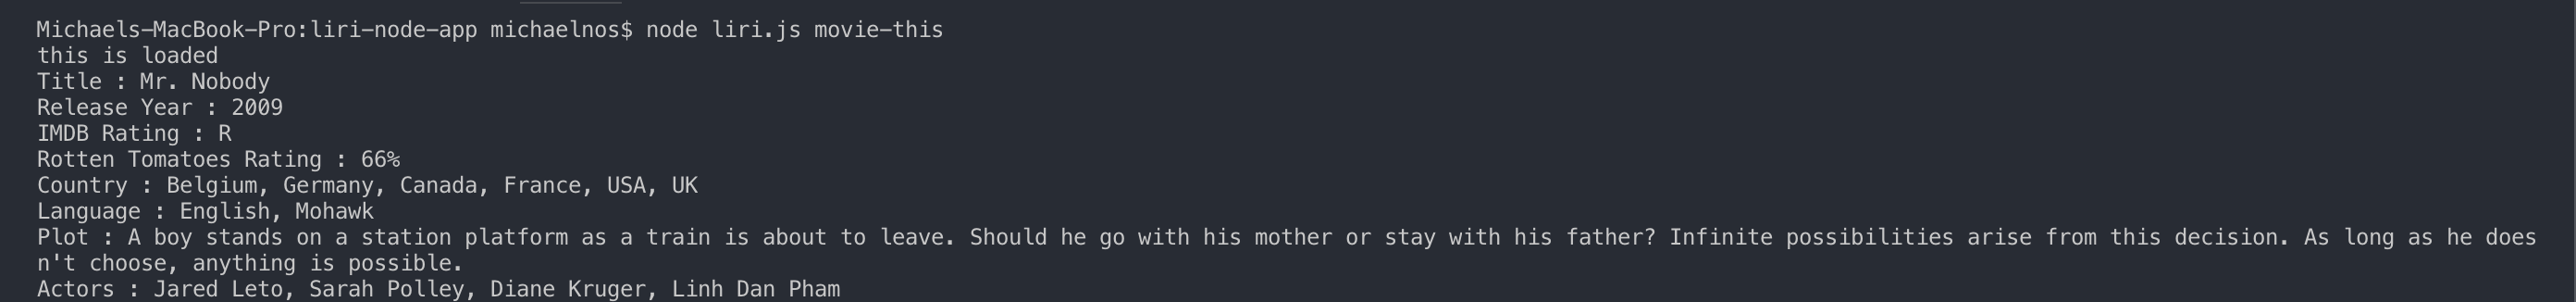 Michaels-MacBook-Pro:liri-node-app michaelnos$ node liri.js movie-this
this is loaded
Title : Mr. Nobody
Release Year : 2009
IMDB Rating : R
Rotten Tomatoes Rating : 66%
Country : Belgium, Germany, Canada, France, USA, UK
Language : English, Mohawk
Plot : A boy stands on a station platform as a train is about to leave. Should he go with his mother or stay with his father? Infinite possibilities arise from this decision. As long as he does
n't choose, anything is possible.
Actors : Jared Leto, Sarah Polley, Diane Kruger, Linh Dan Pham